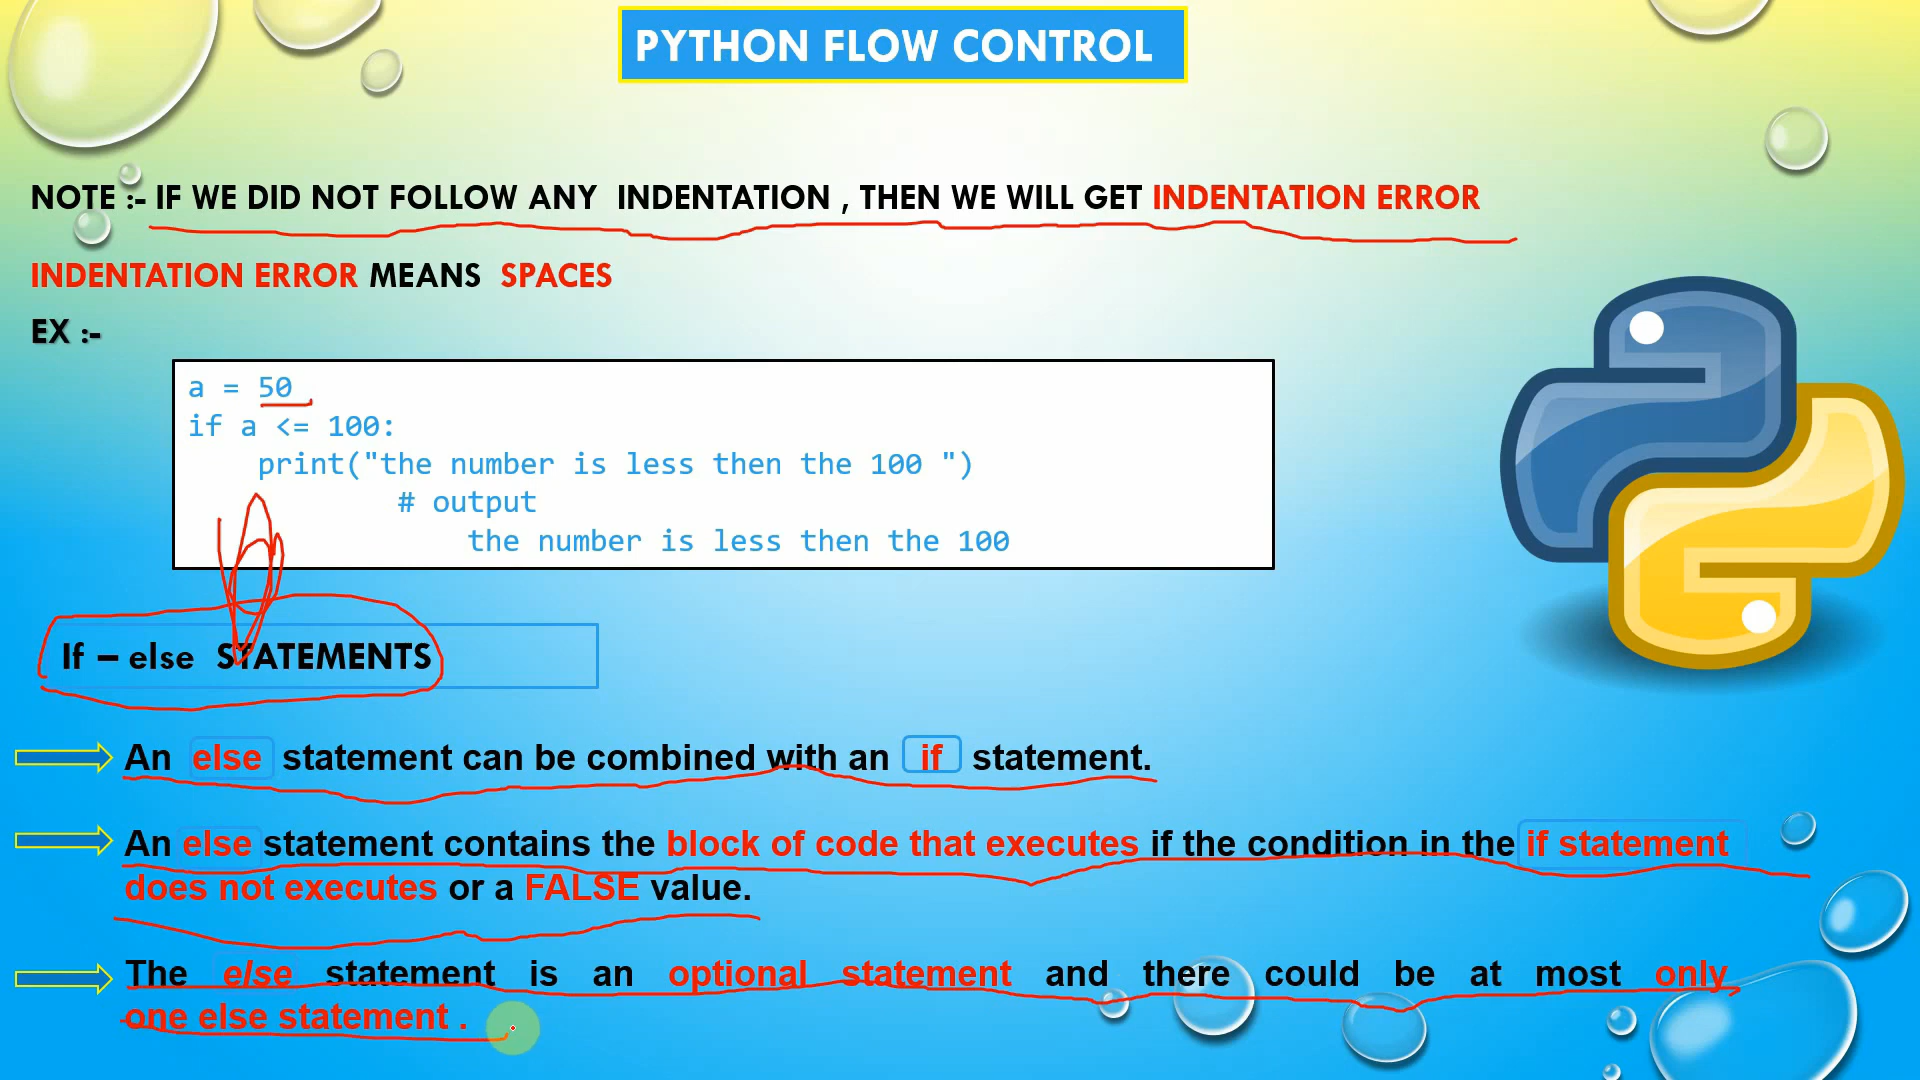 PYTHON FLOW CONTROL
NOTE :- IF WE DID NOT FOLLOW ANY INDENTATION , THEN WE WILL GET INDENTATION ERROR
INDENTATION ERROR MEANS SPACES
EX :-
a = 50
if a <= 100:
    print("the number is less then the 100 ")
            # output
                the number is less then the 100
If – else STATEMENTS
An else statement can be combined with an if statement.
An else statement contains the block of code that executes if the condition in the if statement
does not executes or a FALSE value.
The else statement is an optional statement and there could be at most only
one else statement .